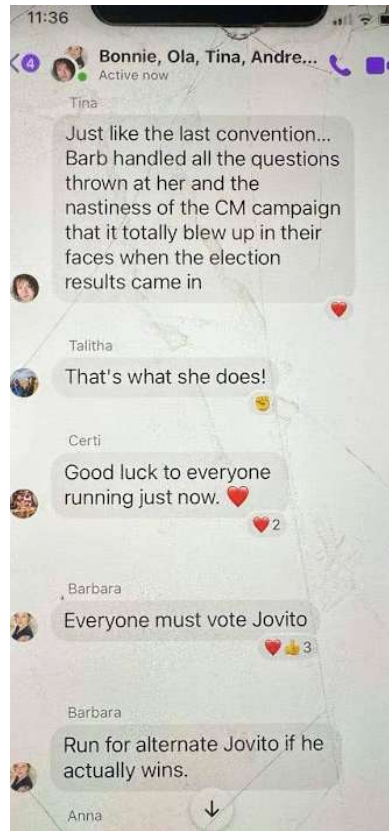 11:36
4
Bonnie, Ola, Tina, Andre...
Active now
Tina
Just like the last convention...
Barb handled all the questions
thrown at her and the
nastiness of the CM campaign
that it totally blew up in their
faces when the election
results came in
Talitha
That's what she does!
Certi
Good luck to everyone
running just now. ❤️
2
Barbara
Everyone must vote Jovito
3
Barbara
Run for alternate Jovito if he
actually wins.
Anna